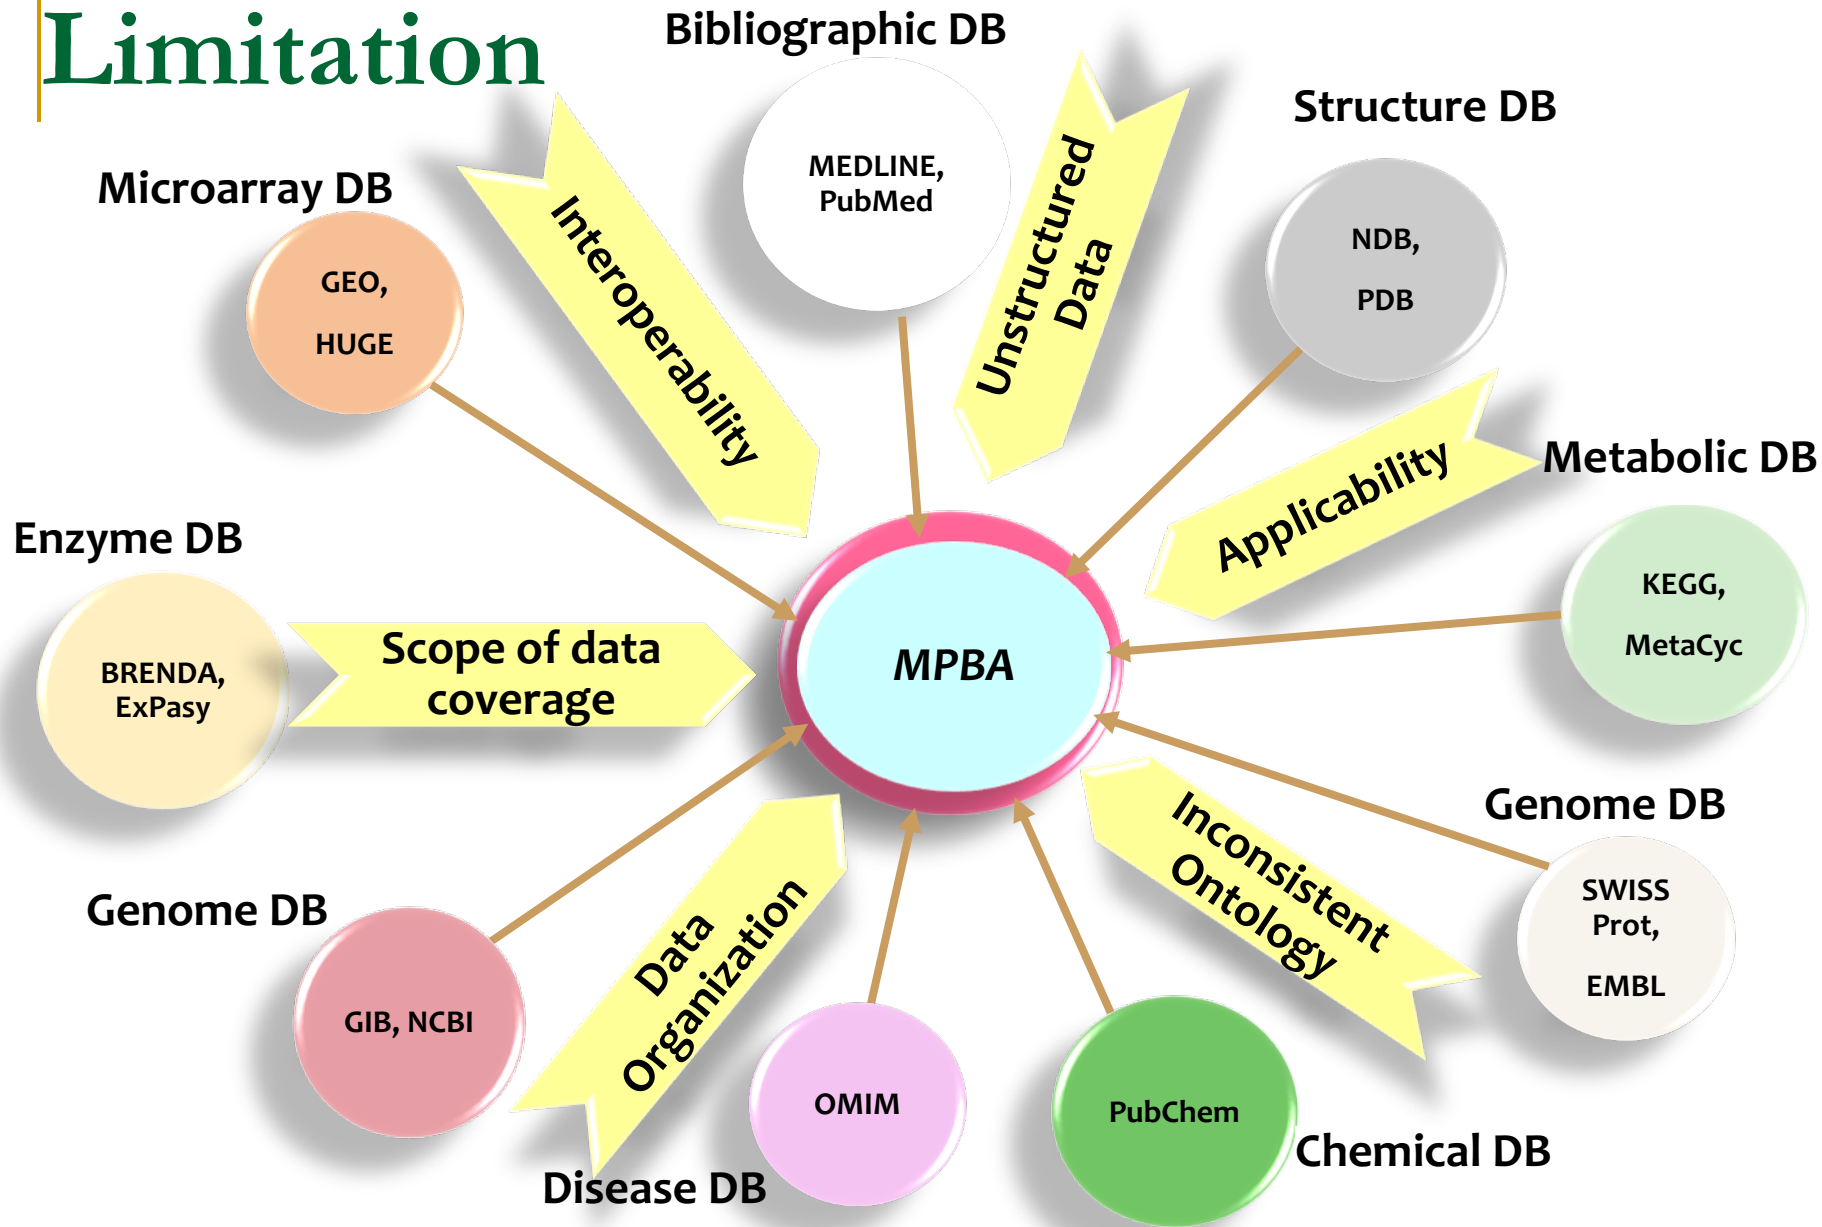 Limitation
Bibliographic DB
MEDLINE,
PubMed
Structure DB
NDB,
PDB
Microarray DB
GEO,
HUGE
Interoperability
Unstructured
Data
Applicability
Metabolic DB
KEGG,
MetaCyc
Enzyme DB
BRENDA,
ExPasy
Scope of data
coverage
MPBA
Genome DB
SWISS
Prot,
EMBL
Inconsistent
Ontology
Genome DB
GIB, NCBI
Data
Organization
Disease DB
OMIM
PubChem
Chemical DB